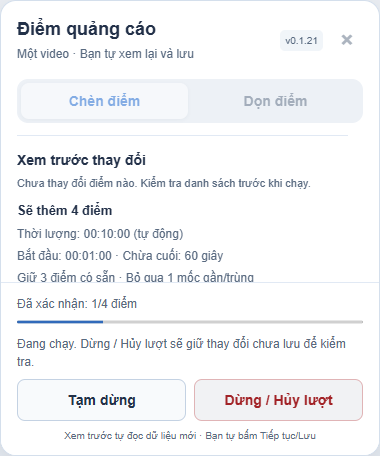 Điểm quảng cáo
v0.1.21
Một video · Bạn tự xem lại và lưu
Chèn điểm
Dọn điểm
Xem trước thay đổi
Chưa thay đổi điểm nào. Kiểm tra danh sách trước khi chạy.
Sẽ thêm 4 điểm
Thời lượng: 00:10:00 (tự động)
Bắt đầu: 00:01:00 · Chừa cuối: 60 giây
Giữ 3 điểm có sẵn · Bỏ qua 1 mốc gần/trùng
Đã xác nhận: 1/4 điểm
Đang chạy. Dừng / Hủy lượt sẽ giữ thay đổi chưa lưu để kiểm
tra.
Tạm dừng
Dừng / Hủy lượt
Xem trước tự đọc dữ liệu mới · Bạn tự bấm Tiếp tục/Lưu